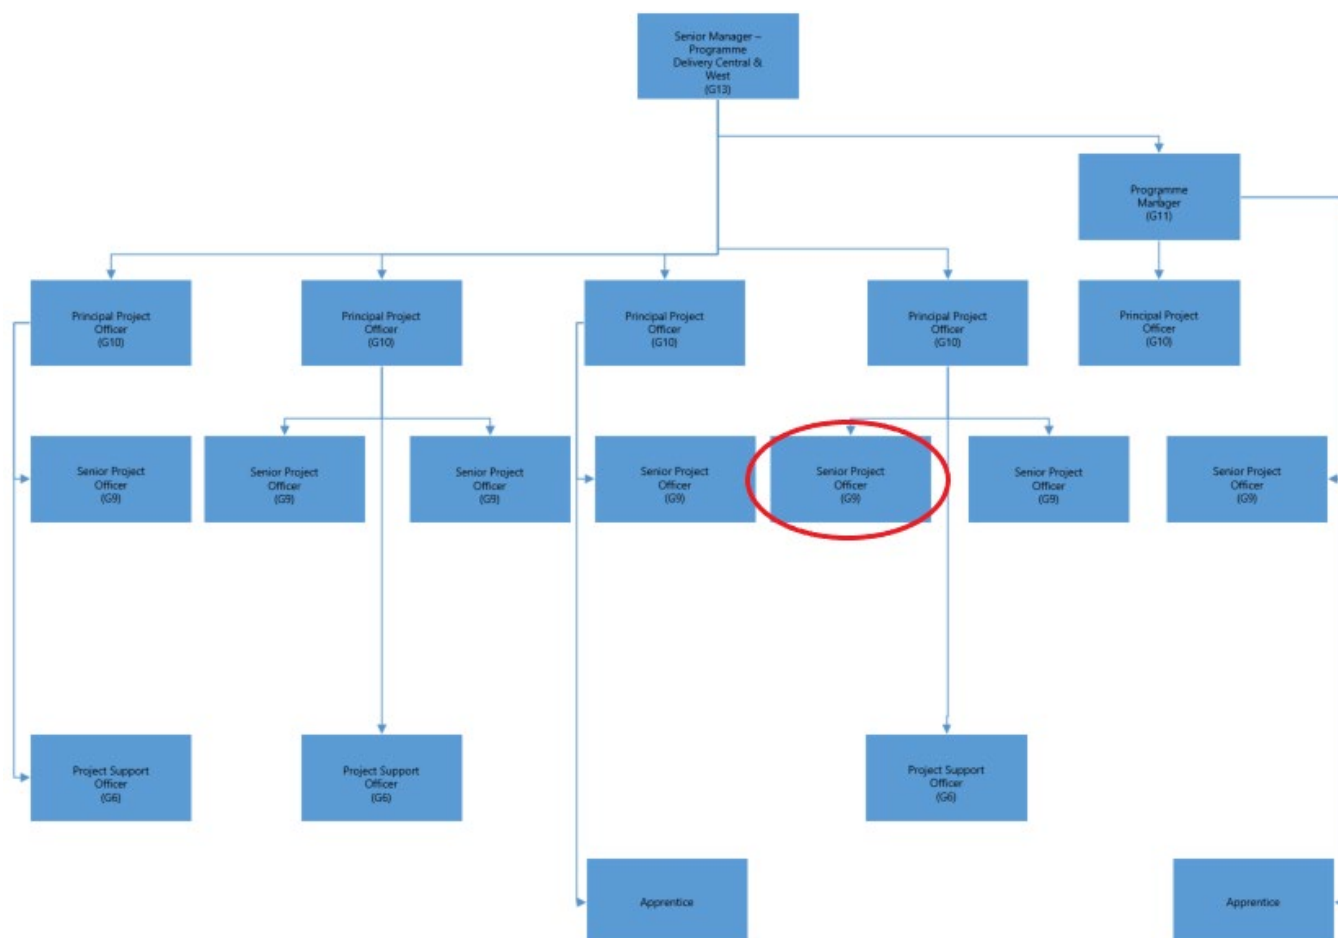 Senior Manager –
Programme
Delivery Central &
West
(G13)
Programme
Manager
(G11)
Principal Project
Officer
(G10)
Principal Project
Officer
(G10)
Principal Project
Officer
(G10)
Principal Project
Officer
(G10)
Principal Project
Officer
(G10)
Senior Project
Officer
(G9)
Senior Project
Officer
(G9)
Senior Project
Officer
(G9)
Senior Project
Officer
(G9)
Senior Project
Officer
(G9)
Senior Project
Officer
(G9)
Senior Project
Officer
(G9)
Project Support
Officer
(G6)
Project Support
Officer
(G6)
Project Support
Officer
(G6)
Apprentice
Apprentice